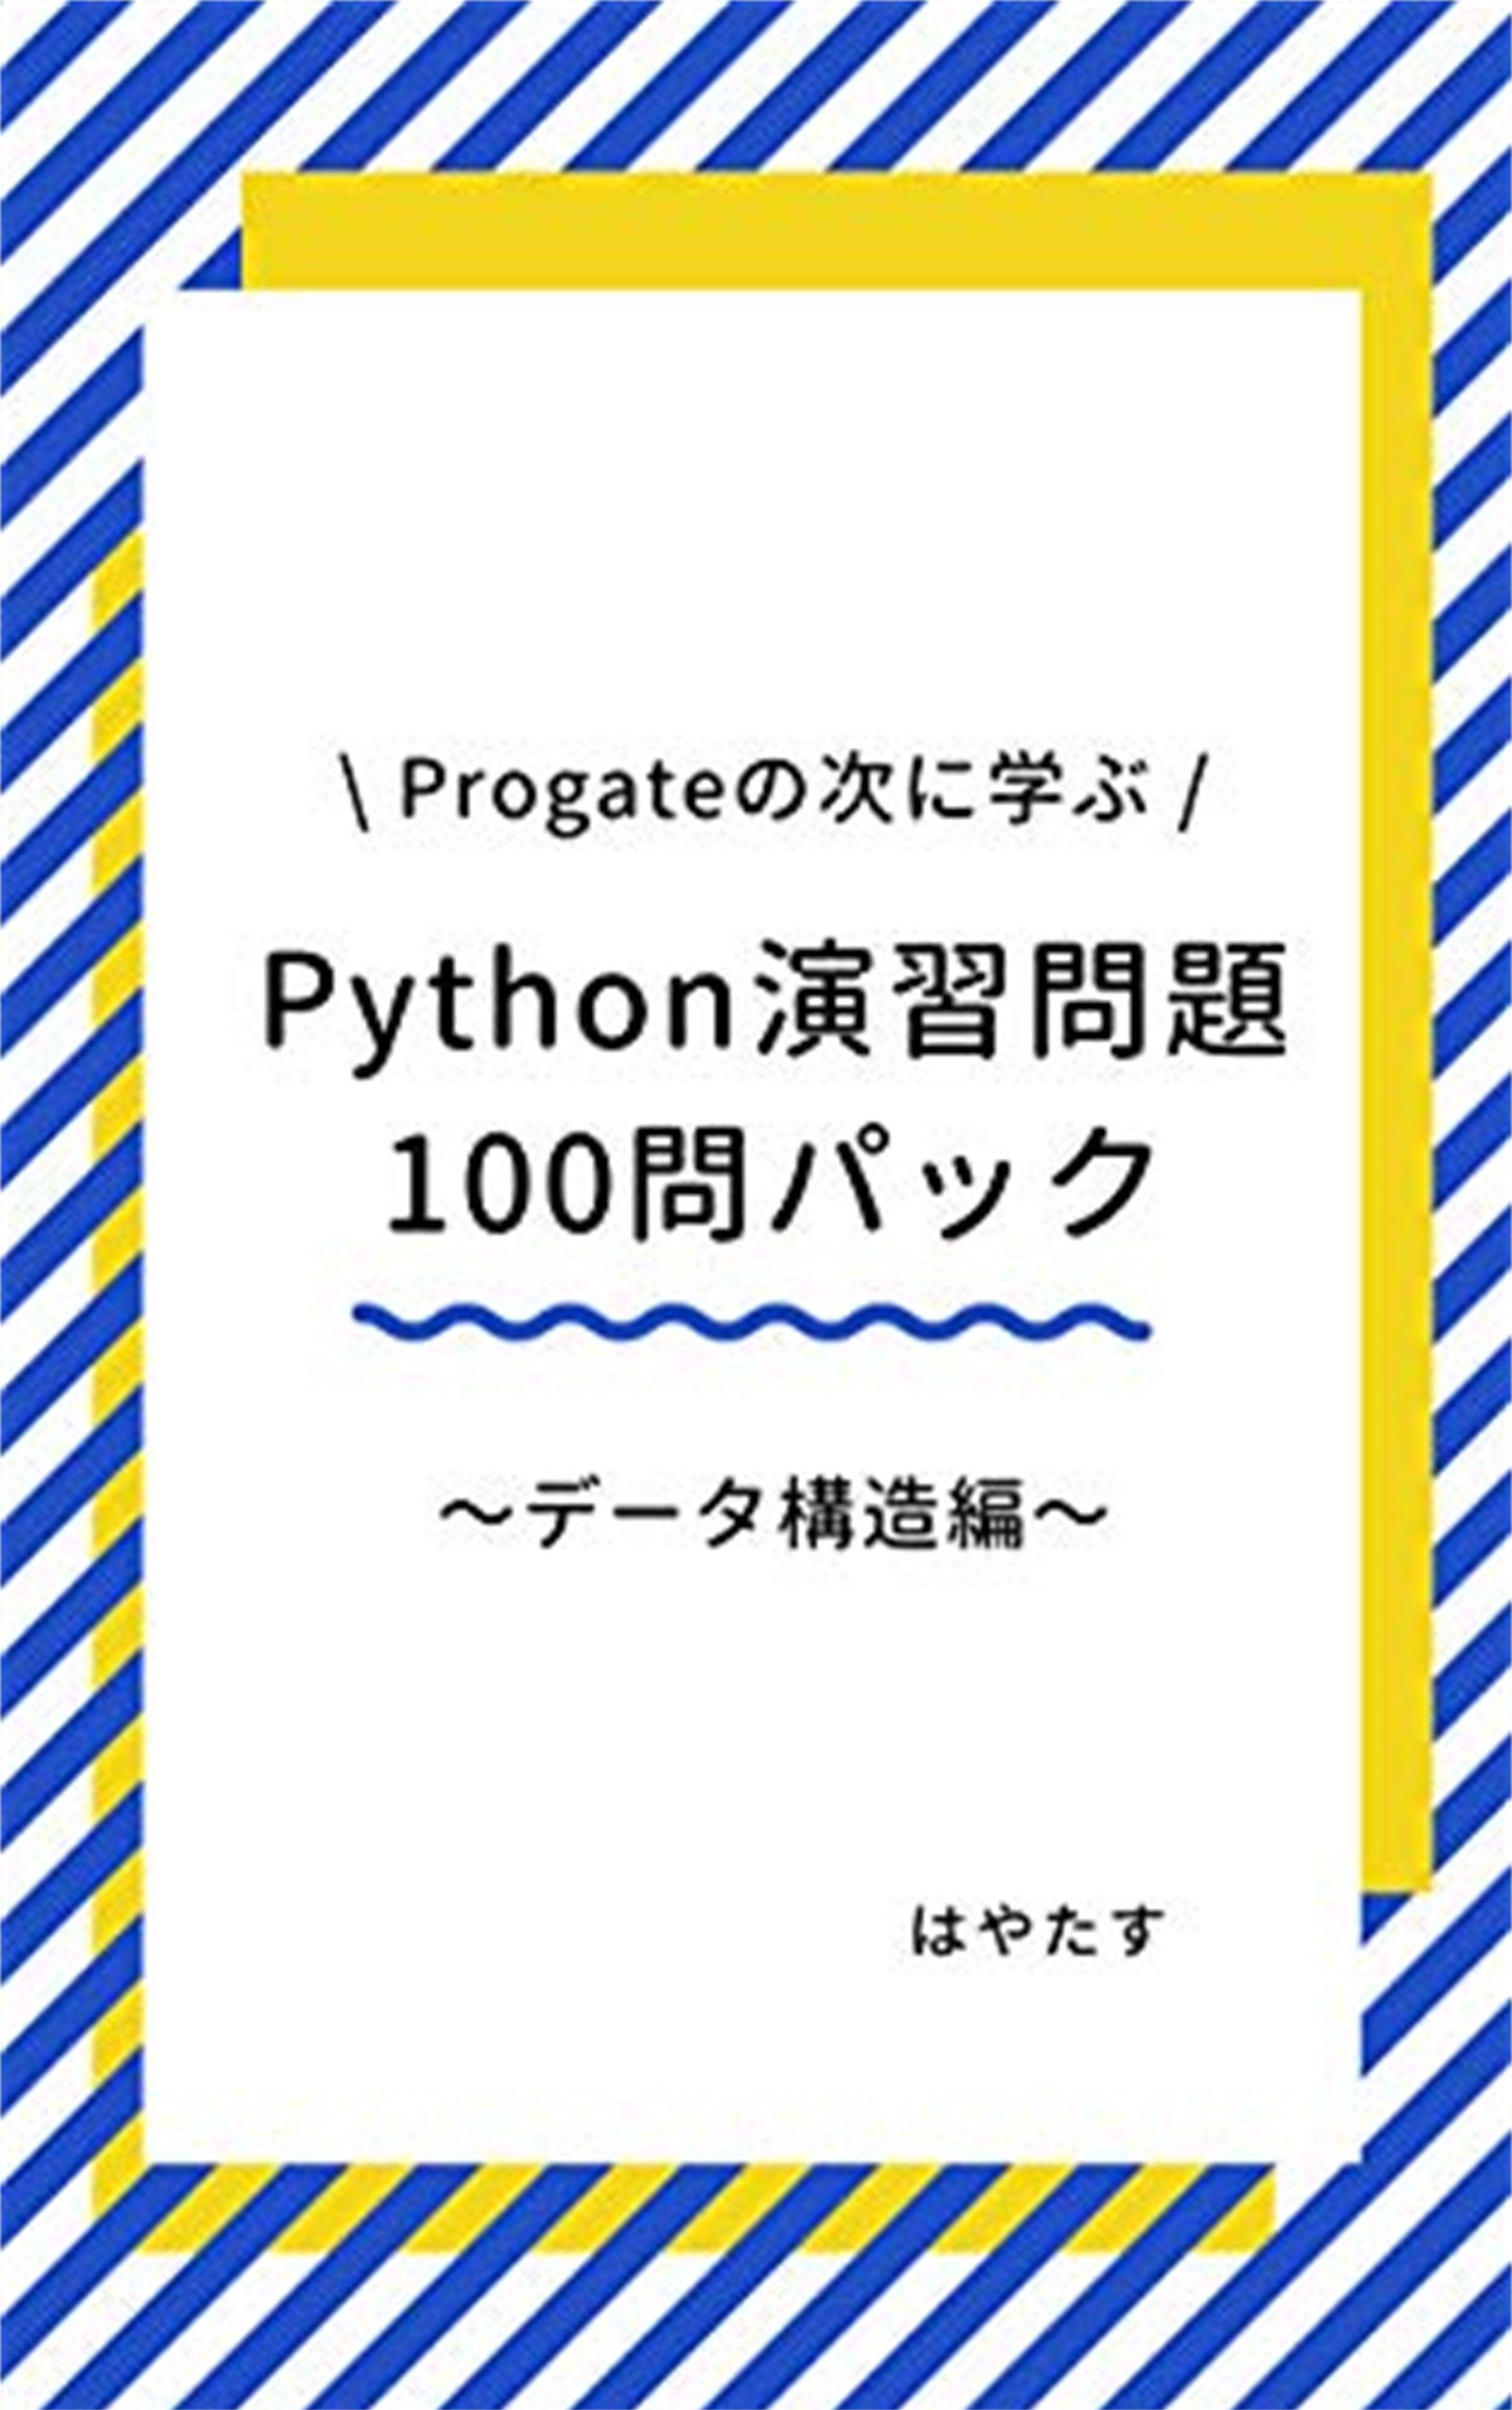 \ Progateの次に学ぶ /
Python演習問題
100問パック
〜データ構造編〜
はやたす